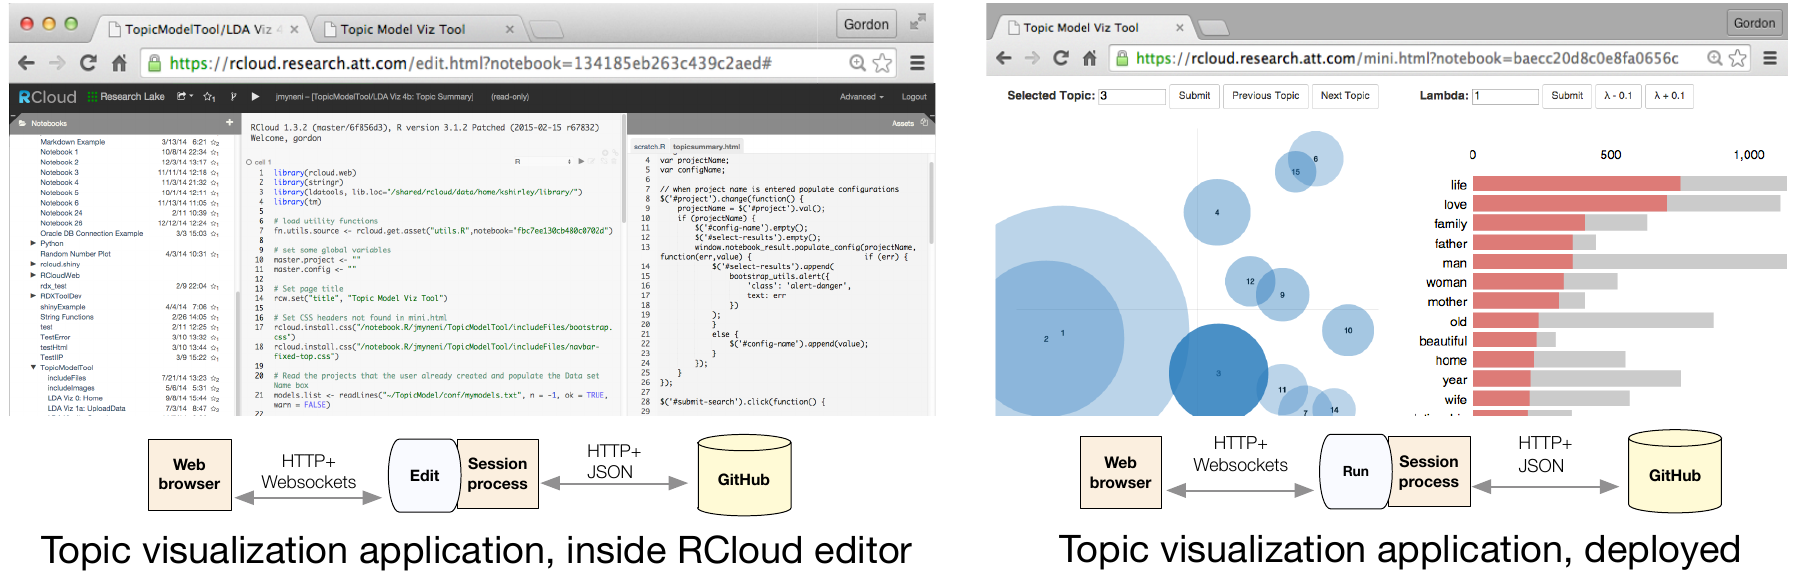 TopicModelTool/LDA Viz 4
Topic Model Viz Tool
Gordon
https://rcloud.research.att.com/edit.html?notebook=134185eb263c439c2aed#
RCloud
Research Lake
jmyneni – [TopicModelTool/LDA Viz 4b: Topic Summary]
(read-only)
Advanced
Logout
Notebooks
Markdown Example 3/13/14 6:21
Notebook 1 10/8/14 22:34
Notebook 2 12/3/14 13:17
Notebook 3 11/11/14 12:18
Notebook 4 11/3/14 21:32
Notebook 5 10/1/14 12:11
Notebook 6 11/13/14 11:05
Notebook 24 2/11 10:39
Notebook 26 12/12/14 12:24
Oracle DB Connection Example 3/3 15:03
Python
Random Number Plot 4/3/14 10:31
rcloud.shiny
RCloudWeb
rdx_test 2/9 22:04
RDXToolDev
shinyExample 4/4/14 7:06
String Functions 2/26 14:05
test 2/11 12:25
TestError 3/10 13:32
testHtml 3/10 13:44
TestIP 3/9 15:22
TopicModelTool
includeFiles 7/21/14 13:23
includeImages 5/6/14 5:31
LDA Viz 0: Home 9/8/14 15:44
LDA Viz 1a: UploadData 7/3/14 8:47
RCloud 1.3.2 (master/6f856d3), R version 3.1.2 Patched (2015-02-15 r67832)
Welcome, gordon
cell 1
R
1 library(rcloud.web)
2 library(stringr)
3 library(ldatools, lib.loc="/shared/rcloud/data/home/kshirley/library/")
4 library(tm)
5
6 # load utility functions
7 fn.utils.source <- rcloud.get.asset("utils.R",notebook='fbc7ee130cb480c0702d")
8
9 # set some global variables
10 master.project <- ""
11 master.config <- ""
12
13 # Set page title
14 rcw.set("title", "Topic Model Viz Tool")
15
16 # Set CSS headers not found in mini.html
17 rcloud.install.css("/notebook.R/jmyneni/TopicModelTool/includeFiles/bootstrap.
css")
18 rcloud.install.css("/notebook.R/jmyneni/TopicModelTool/includeFiles/navbar-
fixed-top.css")
19
20 # Read the projects that the user already created and populate the Data set
Name box
21 models.list <- readLines("~/TopicModel/conf/mymodels.txt", n = -1, ok = TRUE,
warn = FALSE)
22
Assets
scratch.R topicsummary.html
4 var projectName;
5 var configName;
6
7 // when project name is entered populate configurations
8 $('#project').change(function() {
9 projectName = $('#project').val();
10 if (projectName) {
11 $('#config-name').empty();
12 $('#select-results').empty();
13 window.notebook_result.populate_config(projectName,
function(err,value) { if (err) {
14 $('#select-results').append(
15 bootstrap_utils.alert({
16 'class': 'alert-danger',
17 text: err
18 })
19 );
20 }
21 else {
22 $('#config-name').append(value);
23 }
24 });
25 }
26 });
27
28 $('#submit-search').click(function() {
29
Web
browser
HTTP+
Websockets
Edit
Session
process
HTTP+
JSON
GitHub
Topic visualization application, inside RCloud editor
Topic Model Viz Tool
Gordon
https://rcloud.research.att.com/mini.html?notebook=baecc20d8c0e8fa0656c
Selected Topic: 3 Submit Previous Topic Next Topic
Lambda: 1 Submit λ - 0.1 λ + 0.1
6
15
4
12
9
10
1
2
3
11
7
14
0 500 1,000
life
love
family
father
man
woman
mother
old
beautiful
home
year
wife
Web
browser
HTTP+
Websockets
Run
Session
process
HTTP+
JSON
GitHub
Topic visualization application, deployed